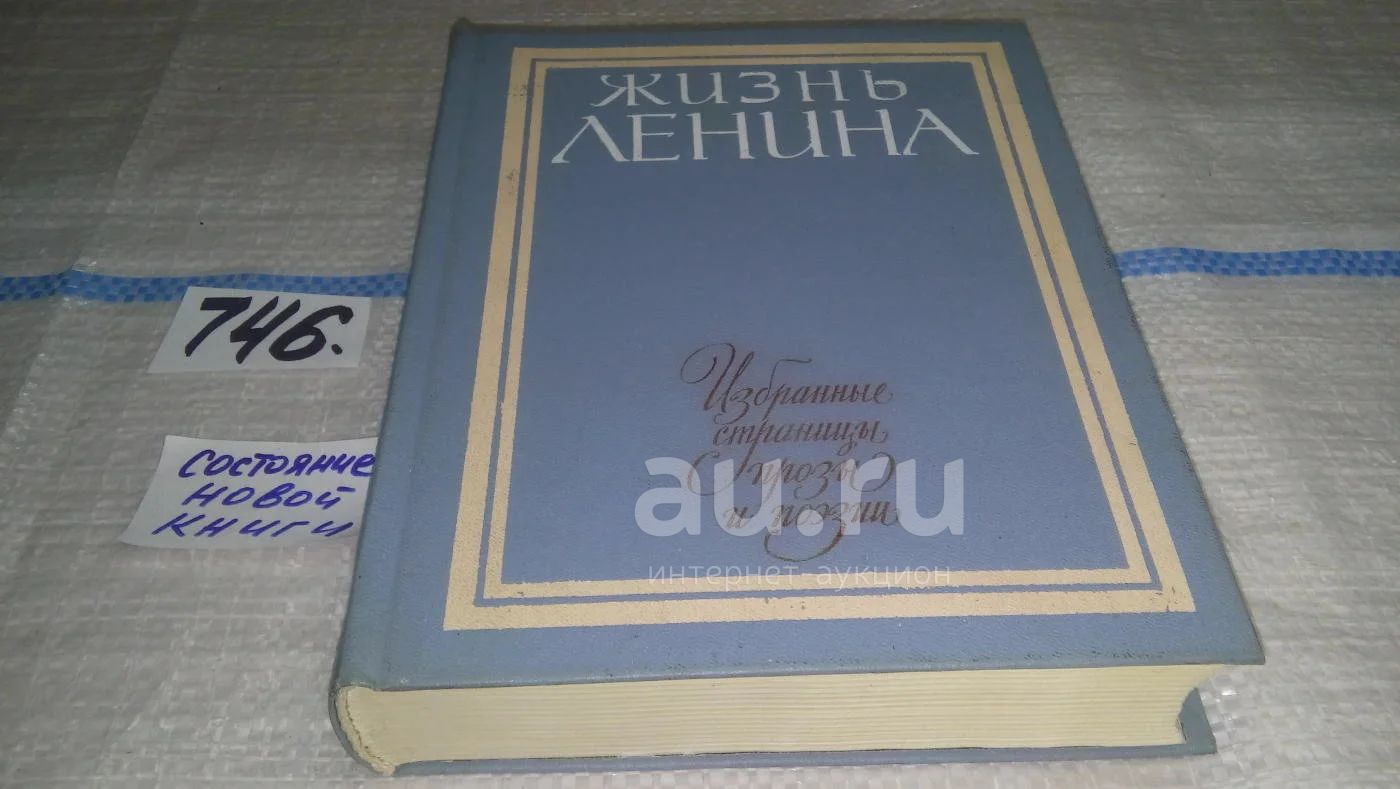 ЖИЗНЬ
ЛЕНИНА
746.
Избранные
страницы
прозы
и поэзии
состояние
новой
книги
au.ru
интернет-аукцион